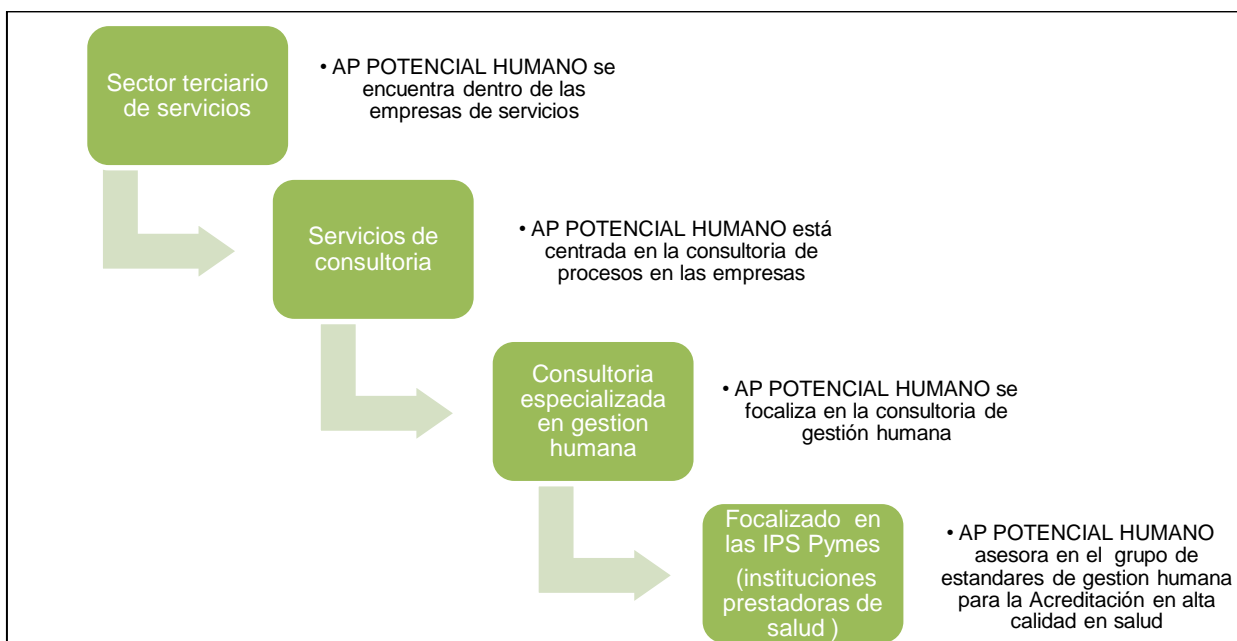 Sector terciario
de servicios
• AP POTENCIAL HUMANO se
encuentra dentro de las
empresas de servicios
Servicios de
consultoria
• AP POTENCIAL HUMANO está
centrada en la consultoria de
procesos en las empresas
Consultoria
especializada
en gestion
humana
• AP POTENCIAL HUMANO se
focaliza en la consultoria de
gestión humana
Focalizado en
las IPS Pymes
(instituciones
prestadoras de
salud )
• AP POTENCIAL HUMANO
asesora en el grupo de
estandares de gestion humana
para la Acreditación en alta
calidad en salud